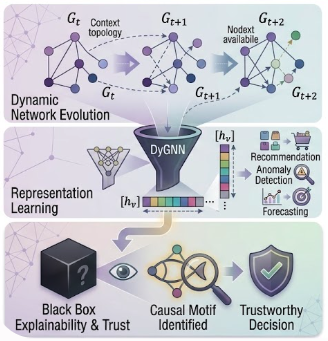 G_t
G_{t+1}
G_{t+2}
Context
topology
Nodext
available
G_t
G_{t+1}
G_{t+2}
Dynamic
Network Evolution
DyGNN
[h_v]
Recommendation
Anomaly
Detection
Forecasting
[h_v]
...
Representation
Learning
?
Black Box
Explainability & Trust
Causal Motif
Identified
Trustworthy
Decision